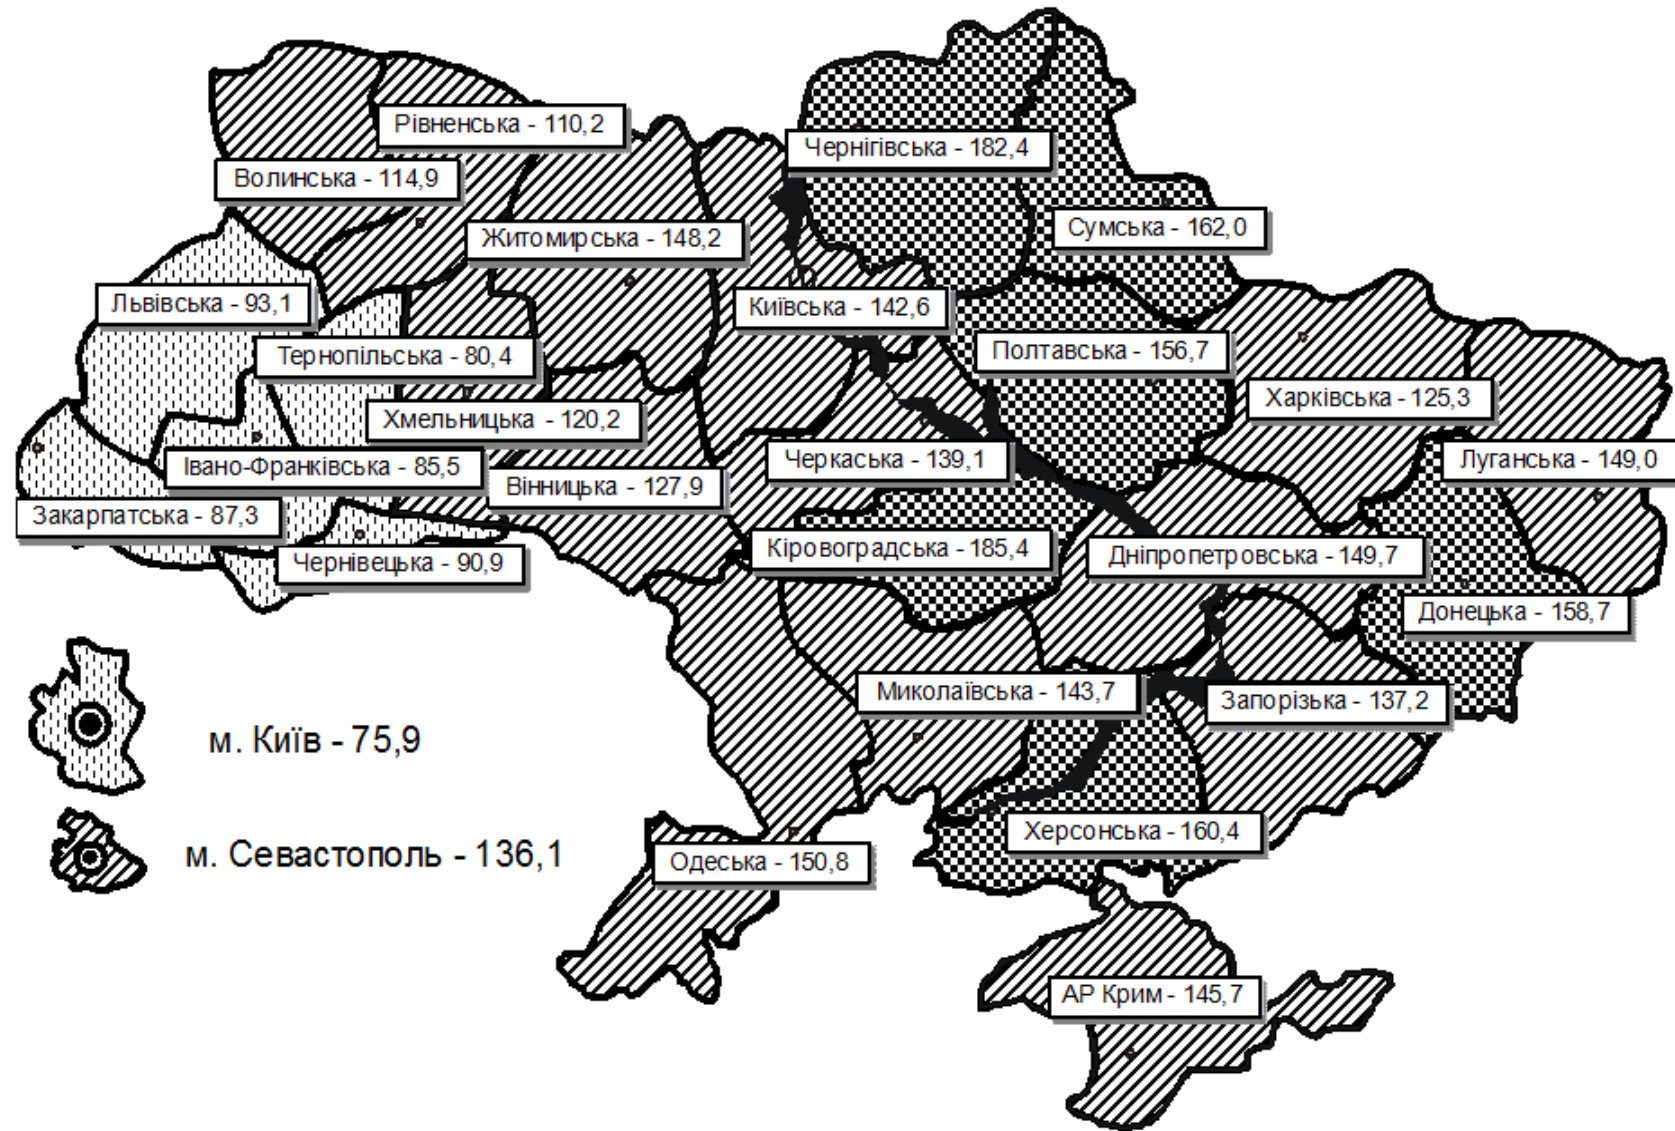 Рівненська - 110,2
Чернігівська - 182,4
Волинська - 114,9
Сумська - 162,0
Житомирська - 148,2
Львівська - 93,1
Київська - 142,6
Тернопільська - 80,4
Полтавська - 156,7
Харківська - 125,3
Хмельницька - 120,2
Івано-Франківська - 85,5
Черкаська - 139,1
Луганська - 149,0
Вінницька - 127,9
Закарпатська - 87,3
Кіровоградська - 185,4
Дніпропетровська - 149,7
Чернівецька - 90,9
Донецька - 158,7
Миколаївська - 143,7
Запорізька - 137,2
м. Київ - 75,9
Херсонська - 160,4
м. Севастополь - 136,1
Одеська - 150,8
АР Крим - 145,7